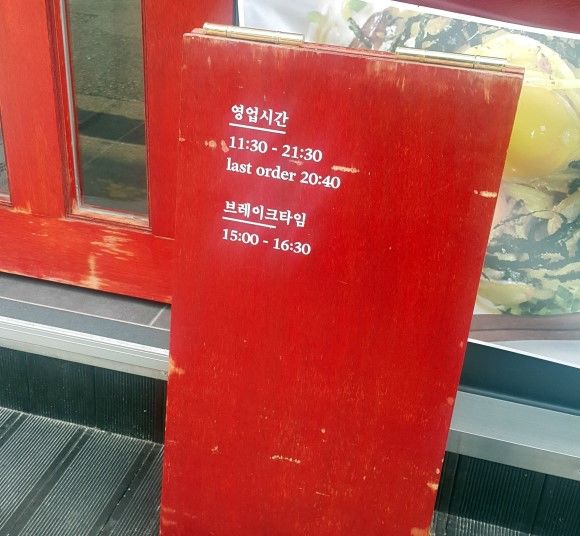 영업시간
11:30 - 21:30
last order 20:40
브레이크타임
15:00 - 16:30